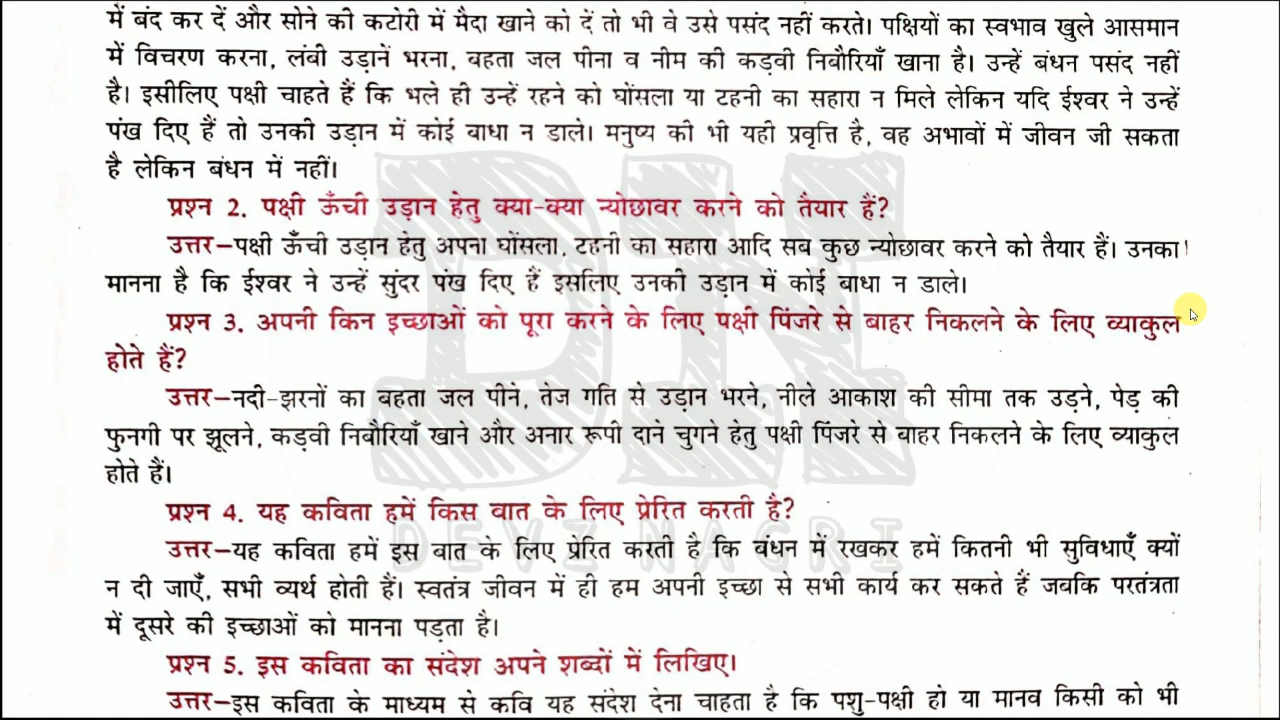 में बंद कर दें और सोने की कटोरी में मैदा खाने को दें तो भी वे उसे पसंद नहीं करते। पक्षियों का स्वभाव खुले आसमान
में विचरण करना, लंबी उड़ानें भरना, बहता जल पीना व नीम की कड़वी निबौरियाँ खाना है। उन्हें बंधन पसंद नहीं
है। इसीलिए पक्षी चाहते हैं कि भले ही उन्हें रहने को घोंसला या टहनी का सहारा न मिले लेकिन यदि ईश्वर ने उन्हें
पंख दिए हैं तो उनकी उड़ान में कोई बाधा न डाले। मनुष्य की भी यही प्रवृत्ति है, वह अभावों में जीवन जी सकता
है लेकिन बंधन में नहीं।
प्रश्न 2. पक्षी ऊँची उड़ान हेतु क्या-क्या न्योछावर करने को तैयार हैं?
उत्तर–पक्षी ऊँची उड़ान हेतु अपना घोंसला, टहनी का सहारा आदि सब कुछ न्योछावर करने को तैयार हैं। उनका
मानना है कि ईश्वर ने उन्हें सुंदर पंख दिए हैं इसलिए उनकी उड़ान में कोई बाधा न डाले।
प्रश्न 3. अपनी किन इच्छाओं को पूरा करने के लिए पक्षी पिंजरे से बाहर निकलने के लिए व्याकुल
होते हैं?
उत्तर–नदी-झरनों का बहता जल पीने, तेज गति से उड़ान भरने, नीले आकाश की सीमा तक उड़ने, पेड़ की
फुनगी पर झूलने, कड़वी निबौरियाँ खाने और अनार रूपी दाने चुगने हेतु पक्षी पिंजरे से बाहर निकलने के लिए व्याकुल
होते हैं।
प्रश्न 4. यह कविता हमें किस बात के लिए प्रेरित करती है?
DEVZ NAGRI
उत्तर–यह कविता हमें इस बात के लिए प्रेरित करती है कि बंधन में रखकर हमें कितनी भी सुविधाएँ क्यों
न दी जाएँ, सभी व्यर्थ होती हैं। स्वतंत्र जीवन में ही हम अपनी इच्छा से सभी कार्य कर सकते हैं जबकि परतंत्रता
में दूसरे की इच्छाओं को मानना पड़ता है।
प्रश्न 5. इस कविता का संदेश अपने शब्दों में लिखिए।
उत्तर–इस कविता के माध्यम से कवि यह संदेश देना चाहता है कि पशु-पक्षी हो या मानव किसी को भी